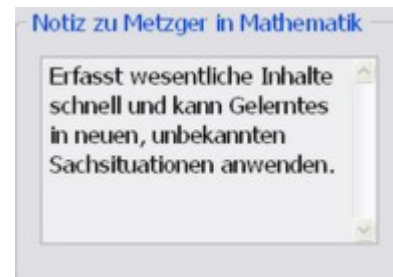 Notiz zu Metzger in Mathematik
Erfasst wesentliche Inhalte
schnell und kann Gelerntes
in neuen, unbekannten
Sachsituationen anwenden.